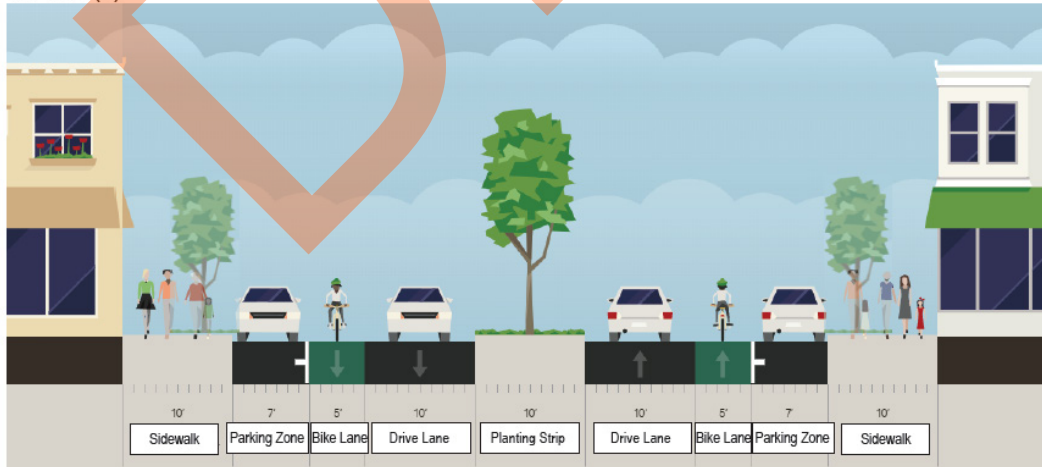 10' 7' 5' 10' 10' 10' 5' 7' 10'
Sidewalk Parking Zone Bike Lane Drive Lane Planting Strip Drive Lane Bike Lane Parking Zone Sidewalk